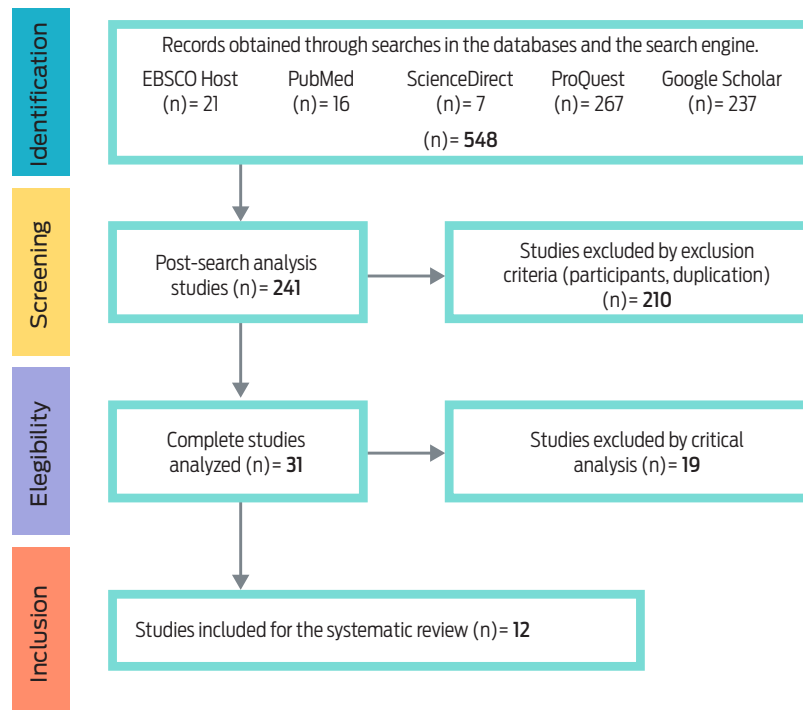 Identification
Records obtained through searches in the databases and the search engine.
EBSCO Host
(n)= 21
PubMed
(n)= 16
ScienceDirect
(n)= 7
ProQuest
(n)= 267
Google Scholar
(n)= 237
(n)= 548
Screening
Post-search analysis
studies (n)= 241
Studies excluded by exclusion
criteria (participants, duplication)
(n)= 210
Elegibility
Complete studies
analyzed (n)= 31
Studies excluded by critical
analysis (n)= 19
Inclusion
Studies included for the systematic review (n)= 12